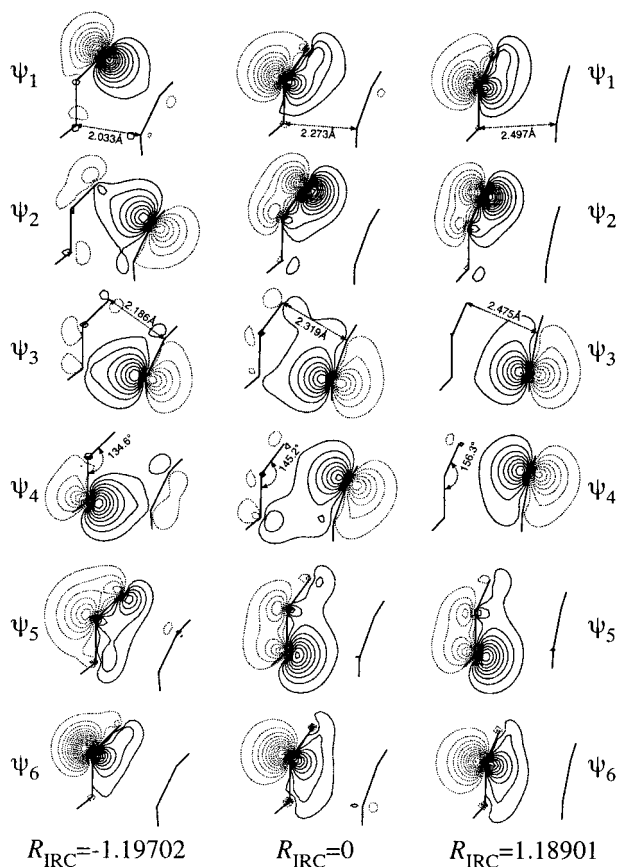 ψ₁ ψ₁
2.033Å 2.273Å 2.497Å
ψ₂ ψ₂
2.186Å 2.319Å 2.475Å
ψ₃ ψ₃
134.6° 145.2° 156.3°
ψ₄ ψ₄
ψ₅ ψ₅
ψ₆ ψ₆
R_IRC=-1.19702 R_IRC=0 R_IRC=1.18901